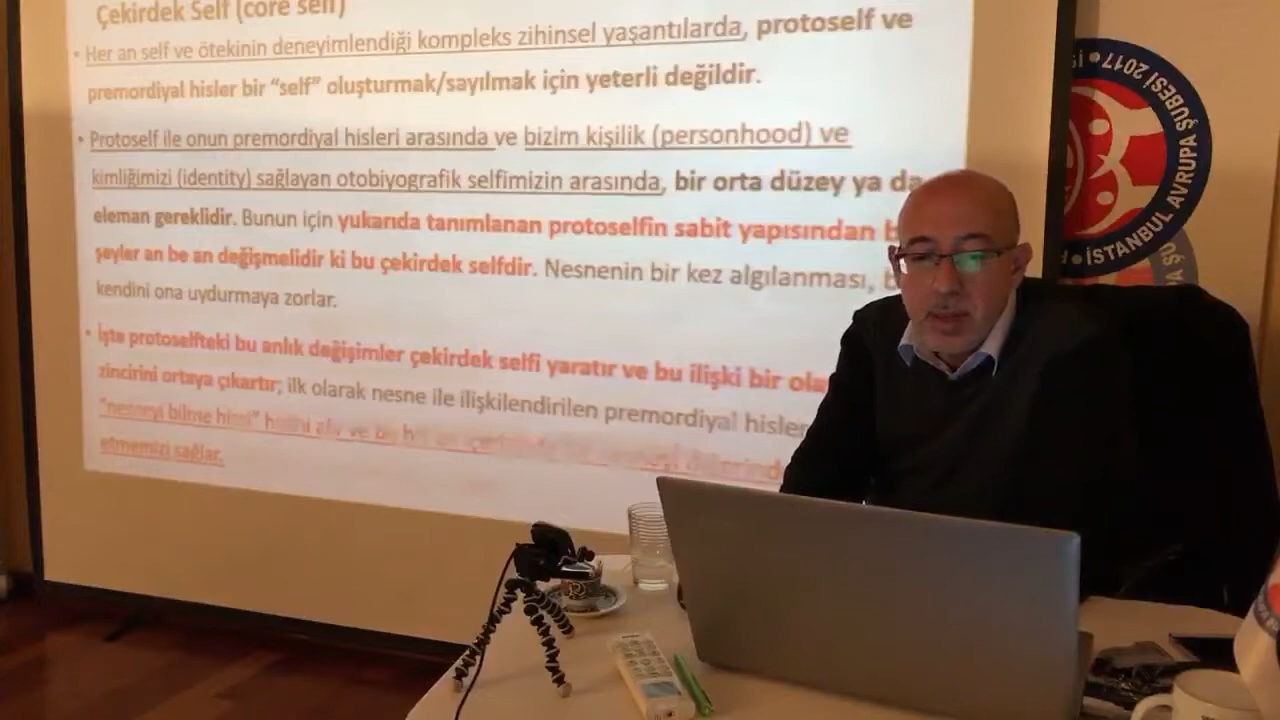 Çekirdek Self (core self)
• Her an self ve ötekinin deneyimlendiği kompleks zihinsel yaşantılarda, protoself ve
premordiyal hisler bir “self” oluşturmak/sayılmak için yeterli değildir.
• Protoself ile onun premordiyal hisleri arasında ve bizim kişilik (personhood) ve
kimliğimizi (identity) sağlayan otobiyografik selfimizin arasında, bir orta düzey ya da
eleman gereklidir. Bunun için yukarıda tanımlanan protoselfin sabit yapısından
şeyler an be an değişmelidir ki bu çekirdek selfdir. Nesnenin bir kez algılanması,
kendini ona uydurmaya zorlar.
• İşte protoselfteki bu anlık değişimler çekirdek selfi yaratır ve bu ilişki bir
zincirini ortaya çıkartır; ilk olarak nesne ile ilişkilendirilen premordiyal hisler
“nesneyi bilme hissi” halini alır ve bu
etmemizi sağlar.
İSTANBUL AVRUPA ŞUBESİ 2017